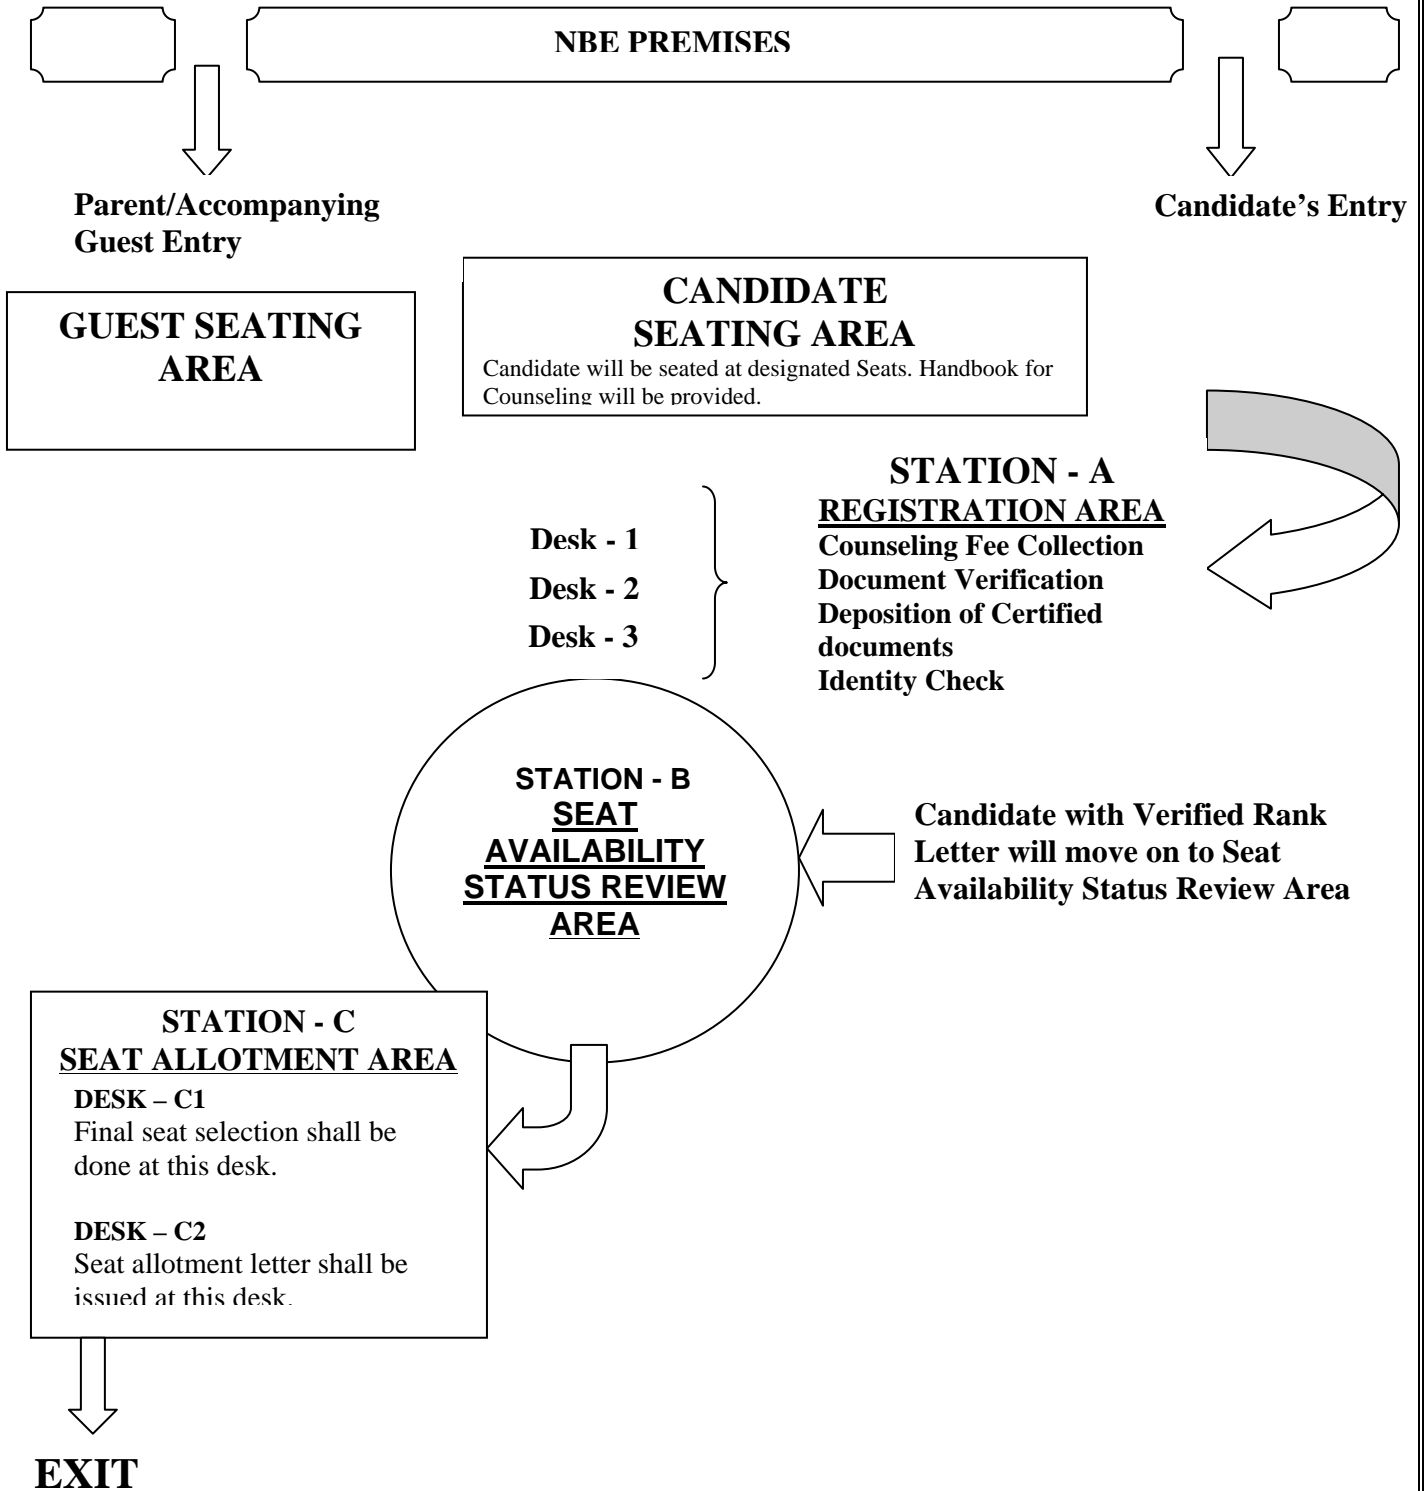 NBE PREMISES
Parent/Accompanying
Guest Entry
Candidate’s Entry
GUEST SEATING
AREA
CANDIDATE
SEATING AREA
Candidate will be seated at designated Seats. Handbook for
Counseling will be provided.
STATION - A
REGISTRATION AREA
Counseling Fee Collection
Document Verification
Deposition of Certified
documents
Identity Check
Desk - 1
Desk - 2
Desk - 3
STATION - B
SEAT
AVAILABILITY
STATUS REVIEW
AREA
Candidate with Verified Rank
Letter will move on to Seat
Availability Status Review Area
STATION - C
SEAT ALLOTMENT AREA
DESK – C1
Final seat selection shall be
done at this desk.
DESK – C2
Seat allotment letter shall be
issued at this desk.
EXIT